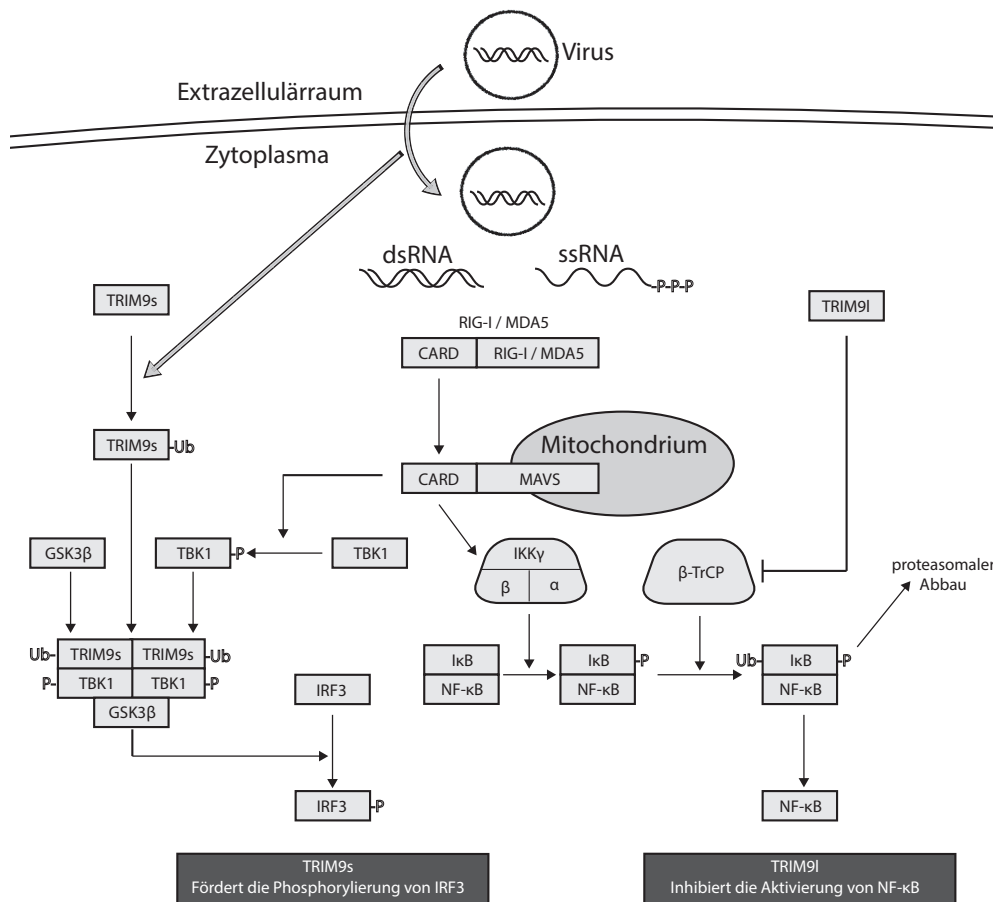 Virus
Extrazellulärraum
Zytoplasma
dsRNA
ssRNA
-P-P-P
TRIM9s
TRIM9l
RIG-I / MDA5
CARD RIG-I / MDA5
TRIM9s -Ub
Mitochondrium
CARD MAVS
GSK3β
TBK1 -P
TBK1
IKKγ
β α
β-TrCP
proteasomaler
Abbau
Ub- TRIM9s TRIM9s -Ub
P- TBK1 TBK1 -P
GSK3β
IκB
NF-κB
IκB -P
NF-κB
Ub- IκB -P
NF-κB
IRF3
IRF3 -P
NF-κB
TRIM9s
Fördert die Phosphorylierung von IRF3
TRIM9l
Inhibiert die Aktivierung von NF-κB